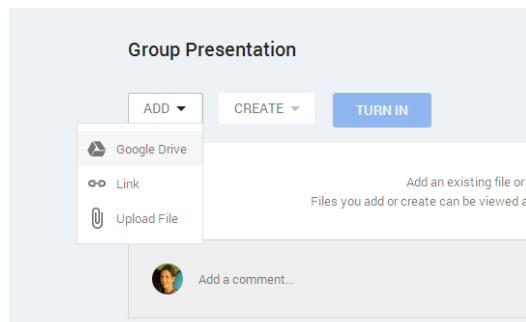 Group Presentation
ADD CREATE TURN IN
Google Drive
Link
Upload File
Add an existing file or
Files you add or create can be viewed a
Add a comment...